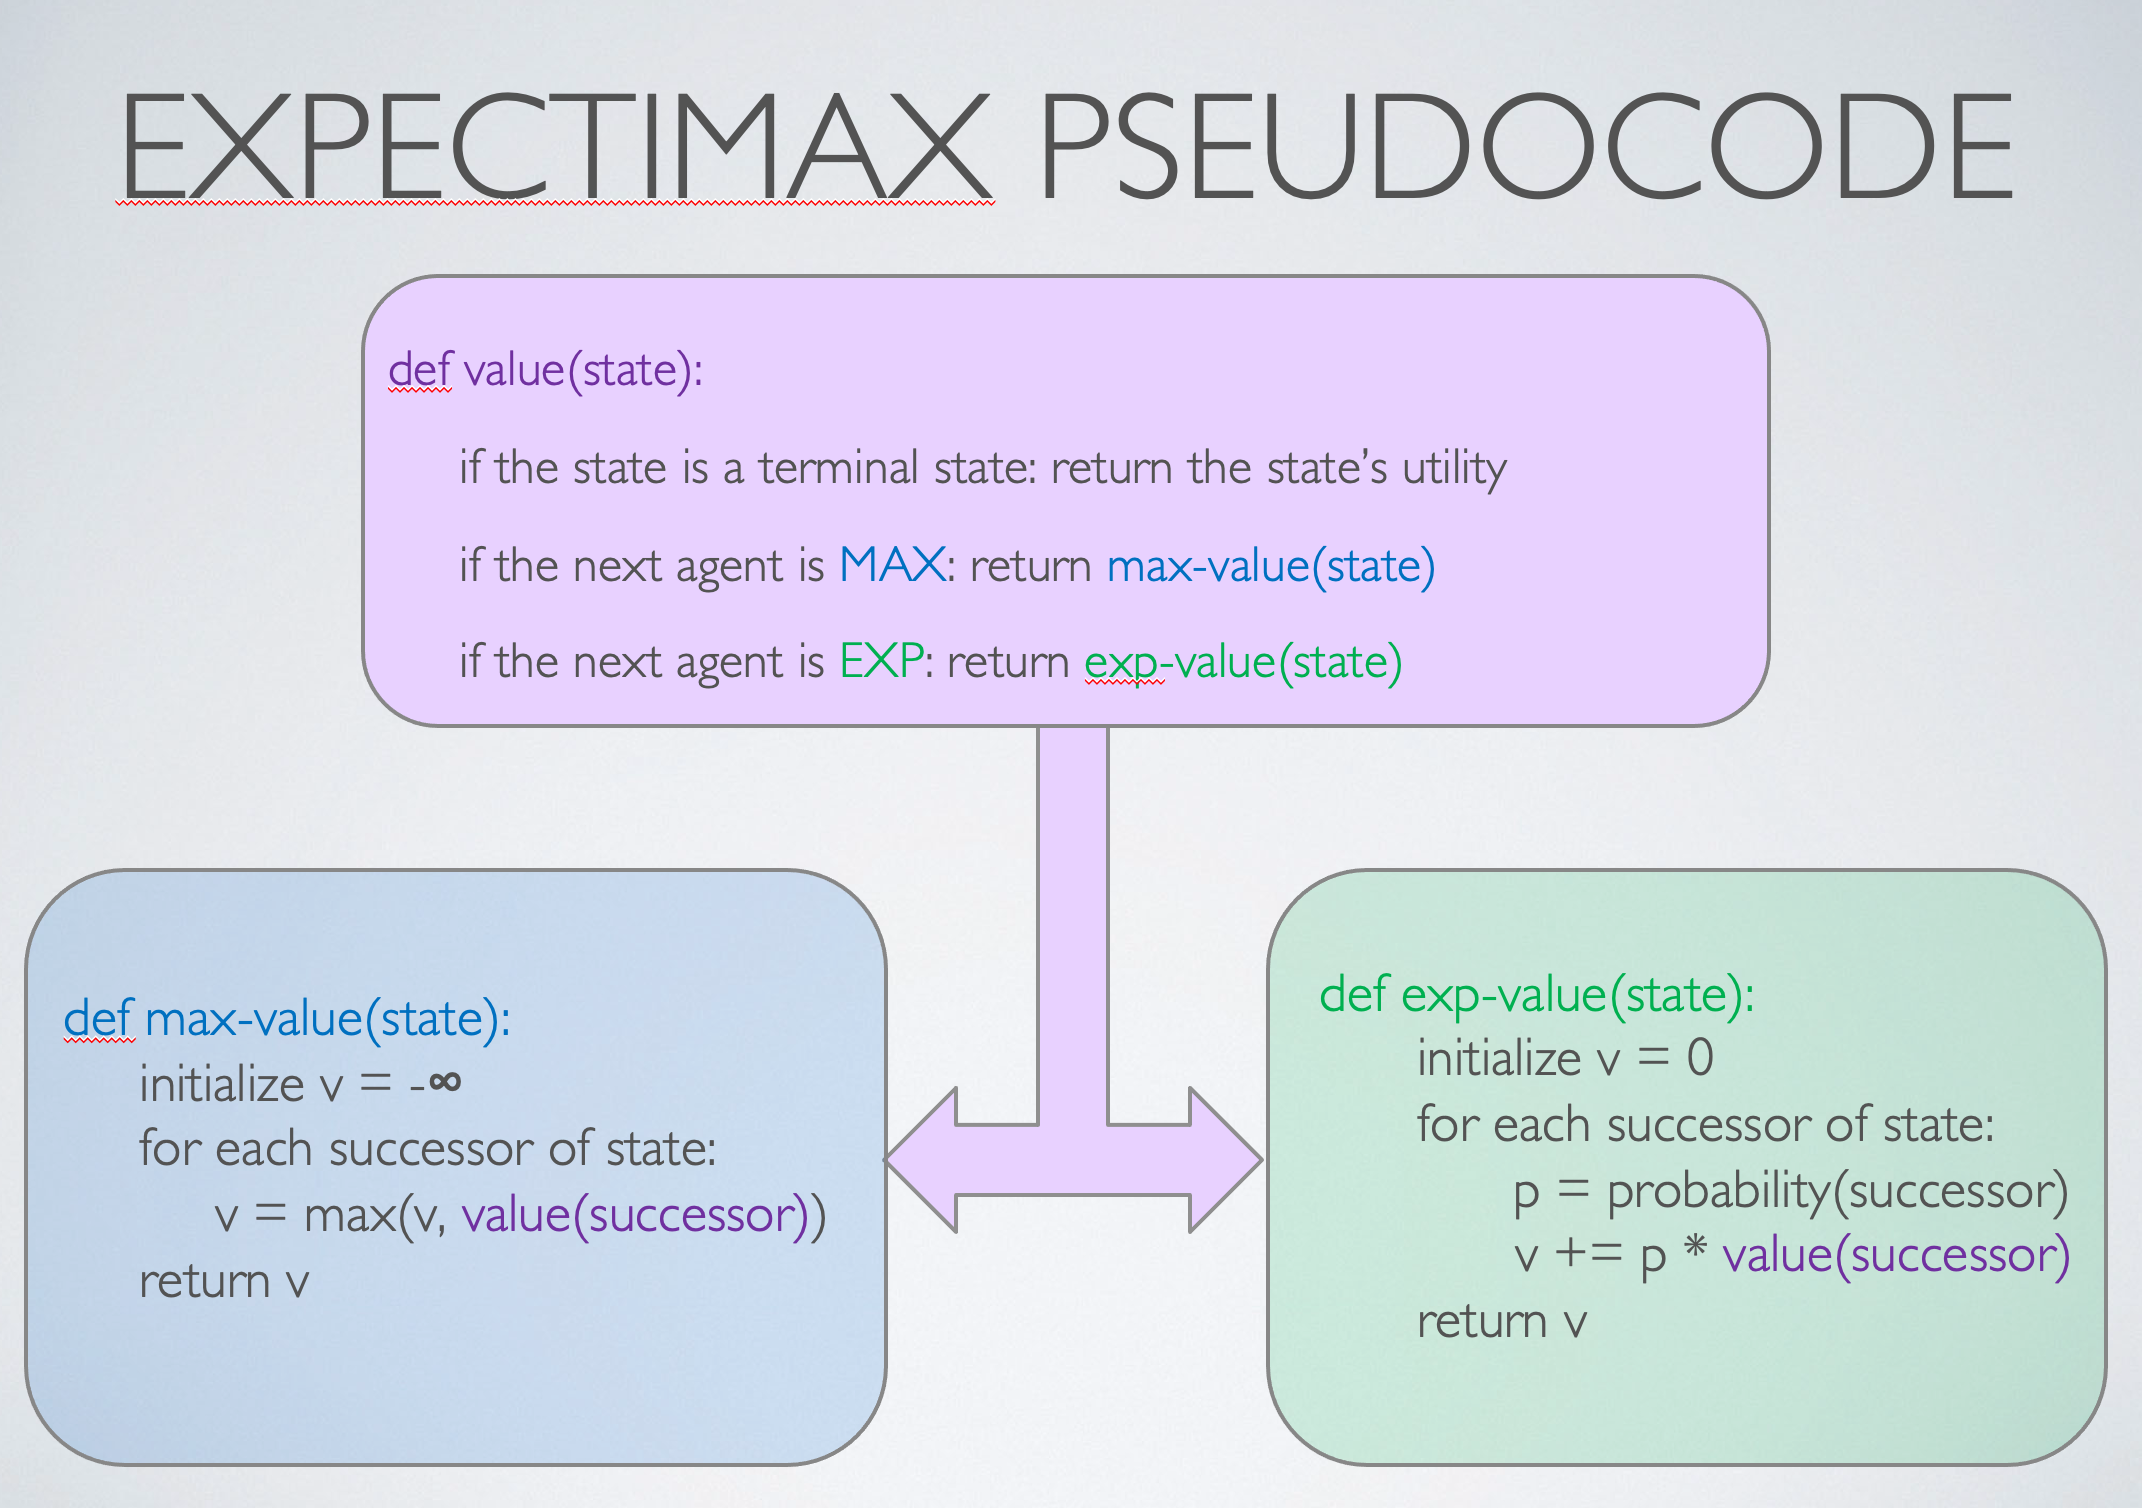 EXPECTIMAX PSEUDOCODE
def value(state):
if the state is a terminal state: return the state’s utility
if the next agent is MAX: return max-value(state)
if the next agent is EXP: return exp-value(state)
def max-value(state):
initialize v = -∞
for each successor of state:
v = max(v, value(successor))
return v
def exp-value(state):
initialize v = 0
for each successor of state:
p = probability(successor)
v += p * value(successor)
return v